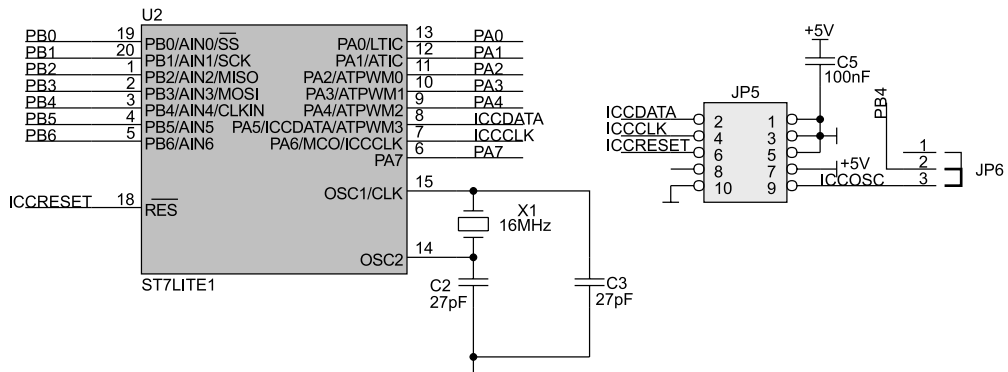 U2
PB0 19 PB0/AIN0/SS PA0/LTIC 13 PA0
PB1 20 PB1/AIN1/SCK PA1/ATIC 12 PA1
PB2 1 PB2/AIN2/MISO PA2/ATPWM0 11 PA2
PB3 2 PB3/AIN3/MOSI PA3/ATPWM1 10 PA3
PB4 3 PB4/AIN4/CLKIN PA4/ATPWM2 9 PA4
PB5 4 PB5/AIN5 PA5/ICCDATA/ATPWM3 8 ICCDATA
PB6 5 PB6/AIN6 PA6/MCO/ICCCLK 7 ICCCLK
PA7 6 PA7
ICCRESET 18 RES
OSC1/CLK 15
X1
16MHz
OSC2 14
ST7LITE1
C2
27pF
C3
27pF
+5V
C5
100nF
JP5
PB4
ICCDATA 2 1
ICCCLK 4 3
ICCRESET 6 5
8 7 +5V
10 9 ICCOSC
1
2
3
JP6